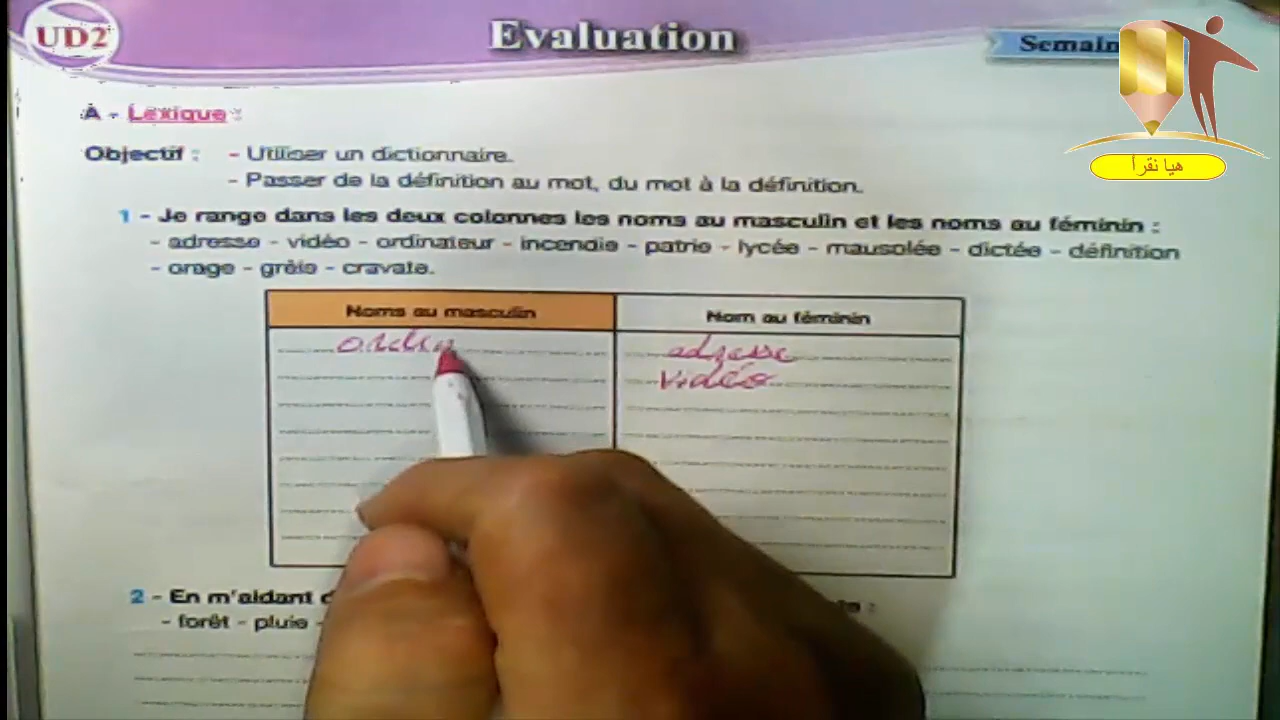 UD2
Evaluation
Semain
هيا نقرأ
A - Lexique :
Objectif : - Utiliser un dictionnaire.
- Passer de la définition au mot, du mot à la définition.
1 - Je range dans les deux colonnes les noms au masculin et les noms au féminin :
- adresse - vidéo - ordinateur - incendie - patrie - lycée - mausolée - dictée - définition
- orage - grêle - cravate.
Noms au masculin
Nom au féminin
ordin
adresse
vidéo
2 - En m'aidant d
:
- forêt - pluie -